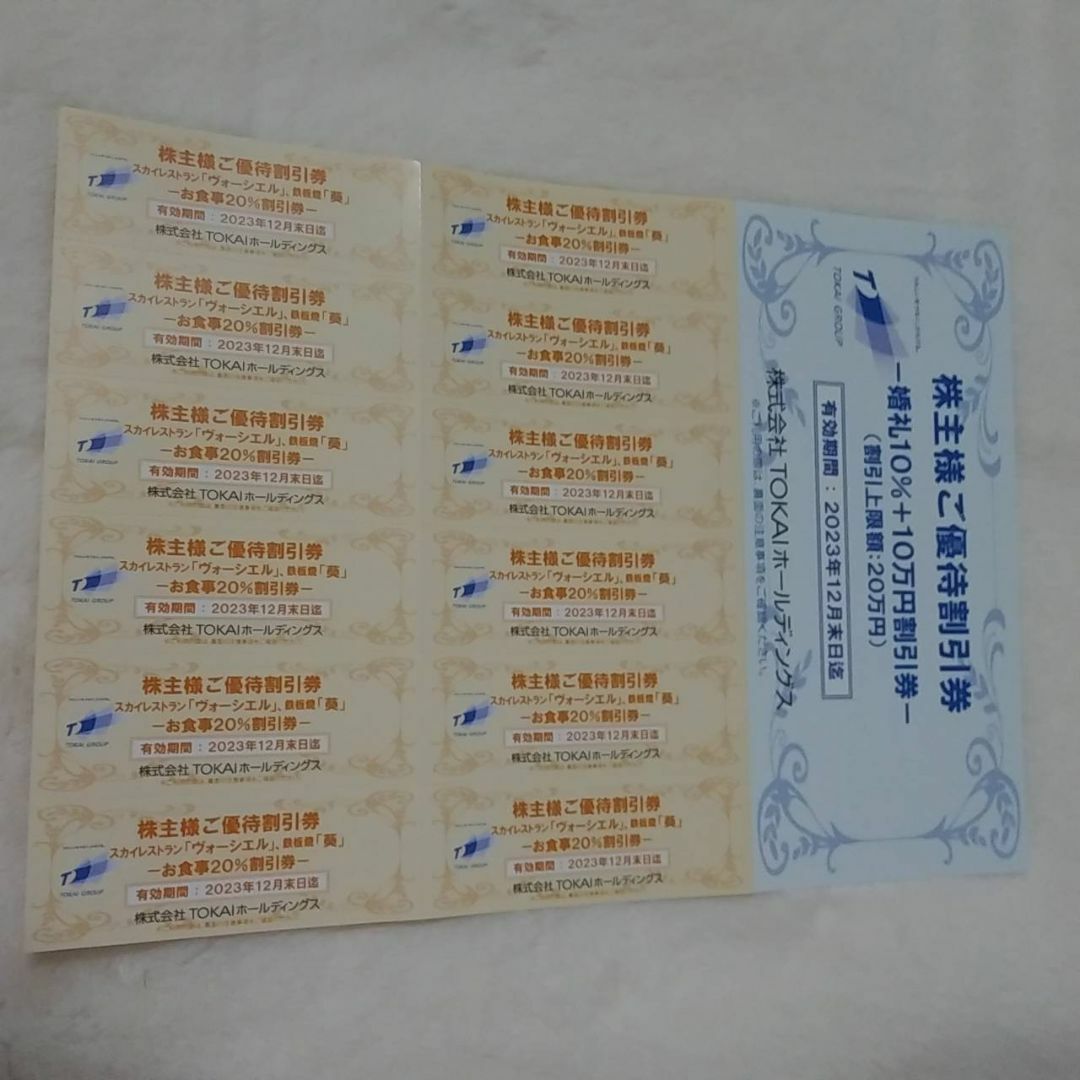 株主様ご優待割引券
スカイレストラン「ヴォーシエル」、鉄板燒「葵」
ーお食事20%割引券ー
有効期間：2023年12月末日迄
株式会社TOKAIホールディングス
TOKAI GROUP
株主様ご優待割引券
スカイレストラン「ヴォーシエル」、鉄板燒「葵」
ーお食事20%割引券ー
有効期間：2023年12月末日迄
株式会社TOKAIホールディングス
TOKAI GROUP
株主様ご優待割引券
スカイレストラン「ヴォーシエル」、鉄板燒「葵」
ーお食事20%割引券ー
有効期間：2023年12月末日迄
株式会社TOKAIホールディングス
TOKAI GROUP
株主様ご優待割引券
スカイレストラン「ヴォーシエル」、鉄板燒「葵」
ーお食事20%割引券ー
有効期間：2023年12月末日迄
株式会社TOKAIホールディングス
TOKAI GROUP
株主様ご優待割引券
スカイレストラン「ヴォーシエル」、鉄板燒「葵」
ーお食事20%割引券ー
有効期間：2023年12月末日迄
株式会社TOKAIホールディングス
TOKAI GROUP
株主様ご優待割引券
スカイレストラン「ヴォーシエル」、鉄板燒「葵」
ーお食事20%割引券ー
有効期間：2023年12月末日迄
株式会社TOKAIホールディングス
TOKAI GROUP
株主様ご優待割引券
スカイレストラン「ヴォーシエル」、鉄板燒「葵」
ーお食事20%割引券ー
有効期間：2023年12月末日迄
株式会社TOKAIホールディングス
TOKAI GROUP
株主様ご優待割引券
スカイレストラン「ヴォーシエル」、鉄板燒「葵」
ーお食事20%割引券ー
有効期間：2023年12月末日迄
株式会社TOKAIホールディングス
TOKAI GROUP
株主様ご優待割引券
スカイレストラン「ヴォーシエル」、鉄板燒「葵」
ーお食事20%割引券ー
有効期間：2023年12月末日迄
株式会社TOKAIホールディングス
TOKAI GROUP
株主様ご優待割引券
スカイレストラン「ヴォーシエル」、鉄板燒「葵」
ーお食事20%割引券ー
有効期間：2023年12月末日迄
株式会社TOKAIホールディングス
TOKAI GROUP
株主様ご優待割引券
スカイレストラン「ヴォーシエル」、鉄板燒「葵」
ーお食事20%割引券ー
有効期間：2023年12月末日迄
株式会社TOKAIホールディングス
TOKAI GROUP
株主様ご優待割引券
スカイレストラン「ヴォーシエル」、鉄板燒「葵」
ーお食事20%割引券ー
有効期間：2023年12月末日迄
株式会社TOKAIホールディングス
TOKAI GROUP
株主様ご優待割引券
ー婚礼10%＋10万円割引券ー
（割引上限額：20万円）
有効期間：2023年12月末日迄
TOKAI GROUP
株式会社TOKAIホールディングス